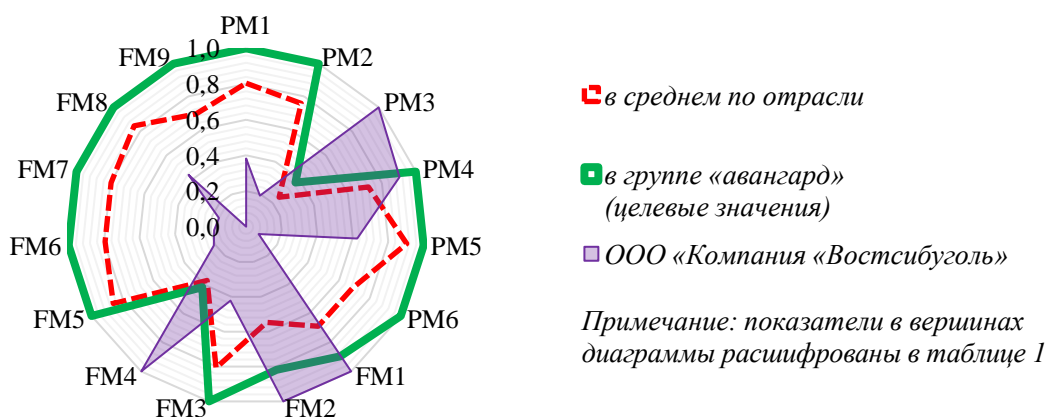 PM1
PM2
PM3
PM4
PM5
PM6
FM1
FM2
FM3
FM4
FM5
FM6
FM7
FM8
FM9
1,0
0,8
0,6
0,4
0,2
0,0
в среднем по отрасли
в группе «авангард»
(целевые значения)
ООО «Компания «Востсибуголь»
Примечание: показатели в вершинах
диаграммы расшифрованы в таблице 1